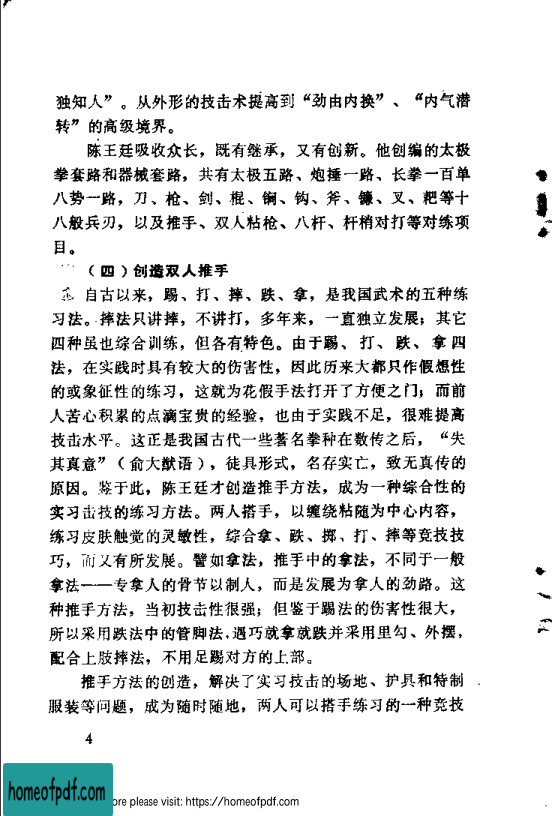 独知人”。从外形的技击术提高到“劲由内换”、“内气潜
转”的高级境界。
陈王廷吸收众长，既有继承，又有创新。他创编的太极
拳套路和器械套路，共有太极五路、炮捶一路、长拳一百单
八势一路，刀、枪、剑、棍、锏、钩、斧、镰、叉、耙等十
八般兵刃，以及推手、双人粘枪、八杆、杆梢对打等对练项
目。
（四）创造双人推手
自古以来，踢、打、摔、跌、拿，是我国武术的五种练
习法。摔法只讲摔，不讲打，多年来，一直独立发展；其它
四种虽也综合训练，但各有特色。由于踢、打、跌、拿四
法，在实践时具有较大的伤害性，因此历来大都只作假想性
的或象征性的练习，这就为花假手法打开了方便之门；而前
人苦心积累的点滴宝贵的经验，也由于实践不足，很难提高
技击水平。这正是我国古代一些著名拳种在数传之后，“失
其真意”（俞大猷语），徒具形式，名存实亡，致无真传的
原因。鉴于此，陈王廷才创造推手方法，成为一种综合性的
实习击技的练习方法。两人搭手，以缠绕粘随为中心内容，
练习皮肤触觉的灵敏性，综合拿、跌、掷、打、摔等竞技技
巧，而又有所发展。譬如拿法，推手中的拿法，不同于一般
拿法——专拿人的骨节以制人，而是发展为拿人的劲路。这
种推手方法，当初技击性很强；但鉴于踢法的伤害性很大，
所以采用跌法中的管脚法，遇巧就拿就跌并采用里勾、外摆，
配合上肢摔法，不用足踢对方的上部。
推手方法的创造，解决了实习技击的场地、护具和特制
服装等问题，成为随时随地，两人可以搭手练习的一种竞技
4
homeofpdf.com
ore please visit: https://homeofpdf.com